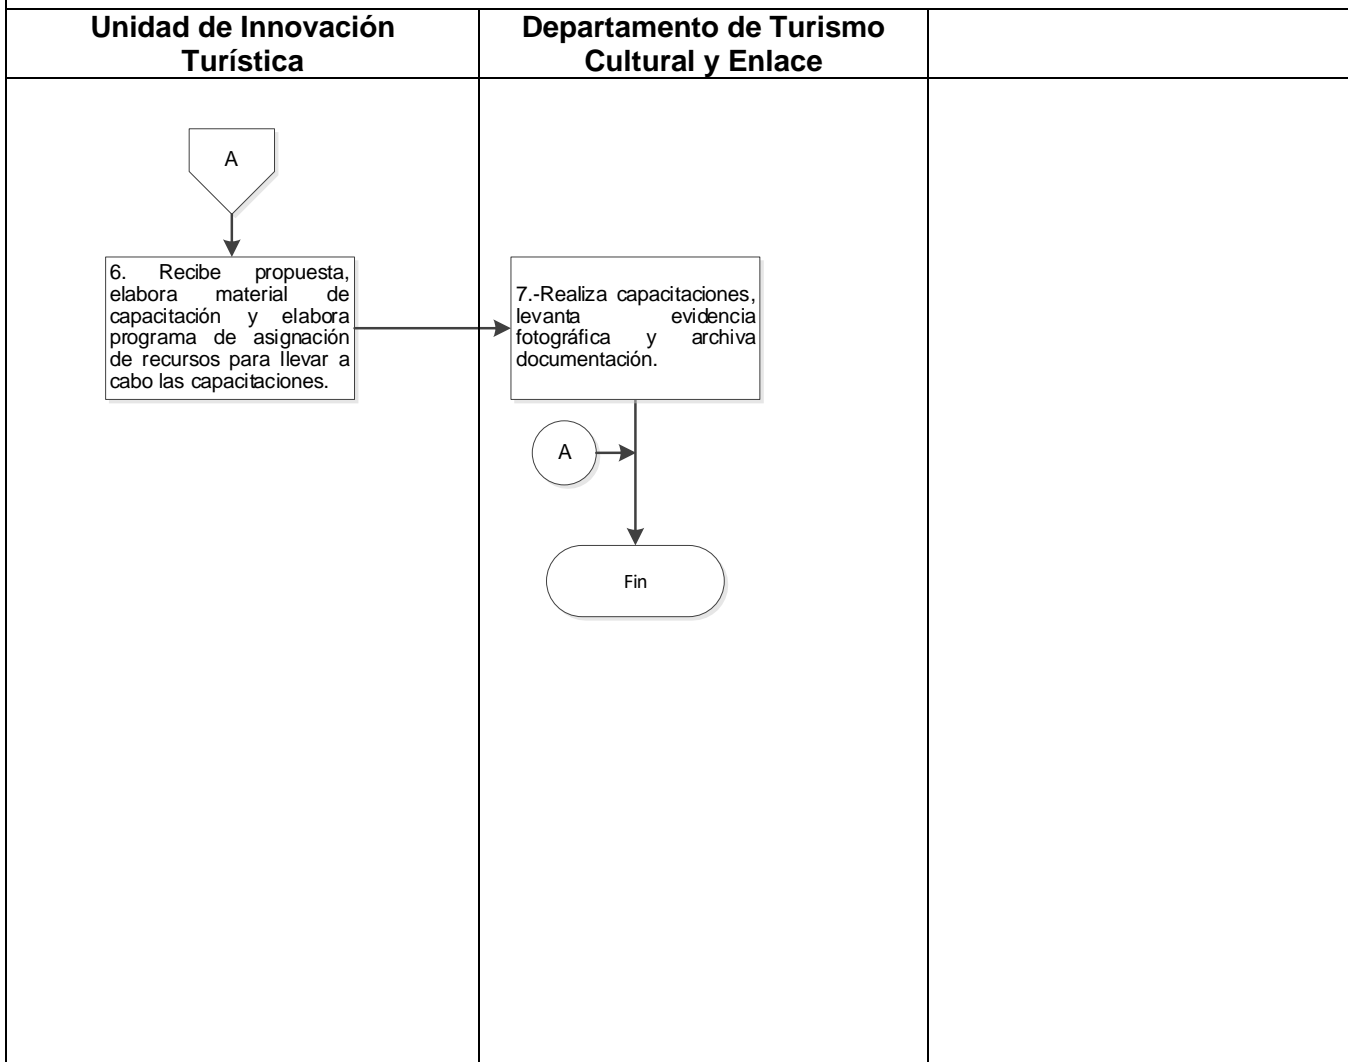 Unidad de Innovación
Turística
Departamento de Turismo
Cultural y Enlace
A
6. Recibe propuesta,
elabora material de
capacitación y elabora
programa de asignación
de recursos para llevar a
cabo las capacitaciones.
7.-Realiza capacitaciones,
levanta evidencia
fotográfica y archiva
documentación.
A
Fin